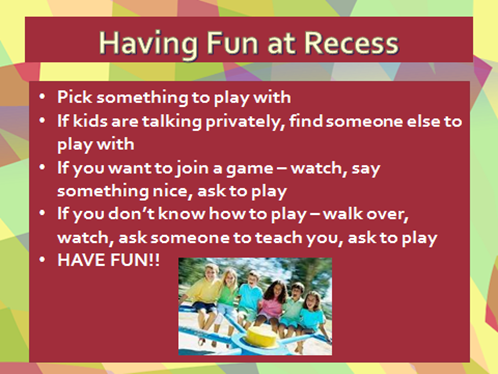 Having Fun at Recess
• Pick something to play with
• If kids are talking privately, find someone else to
play with
• If you want to join a game – watch, say
something nice, ask to play
• If you don't know how to play – walk over,
watch, ask someone to teach you, ask to play
• HAVE FUN!!